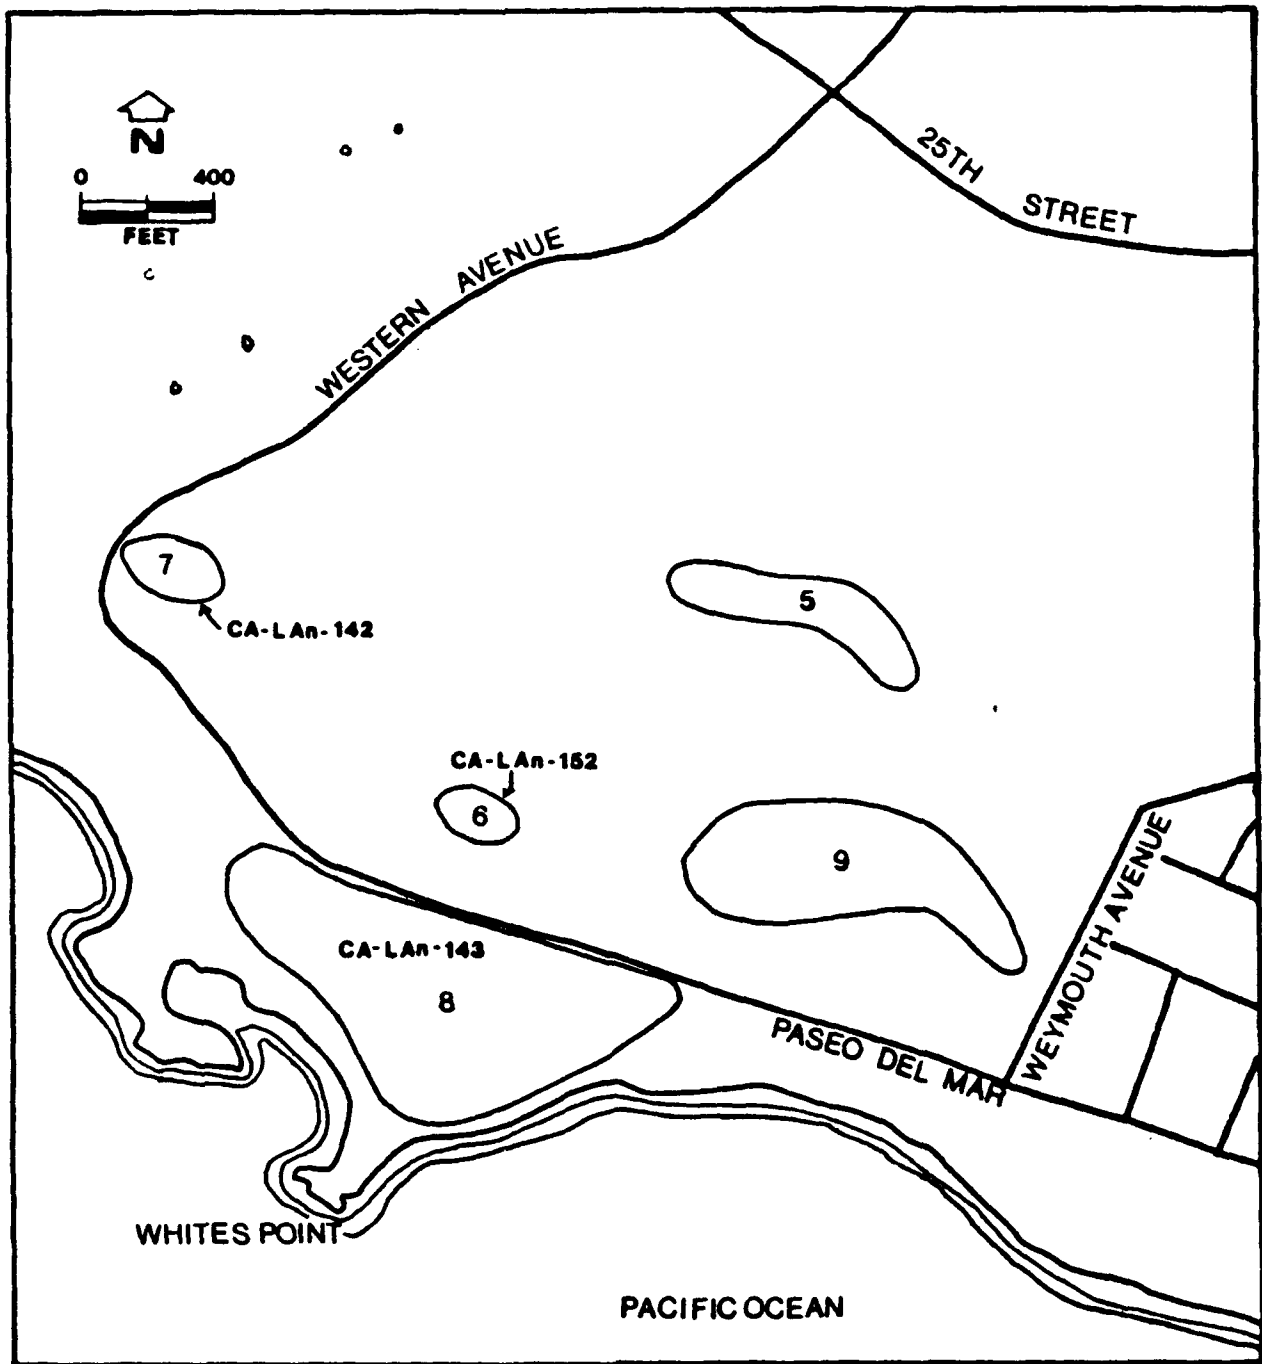 25TH STREET
N
0 400
FEET
WESTERN AVENUE
7
CA-LAn-142
5
CA-LAn-152
6
9
WEYMOUTH AVENUE
CA-LAn-143
8
PASEO DEL MAR
WHITES POINT
PACIFIC OCEAN